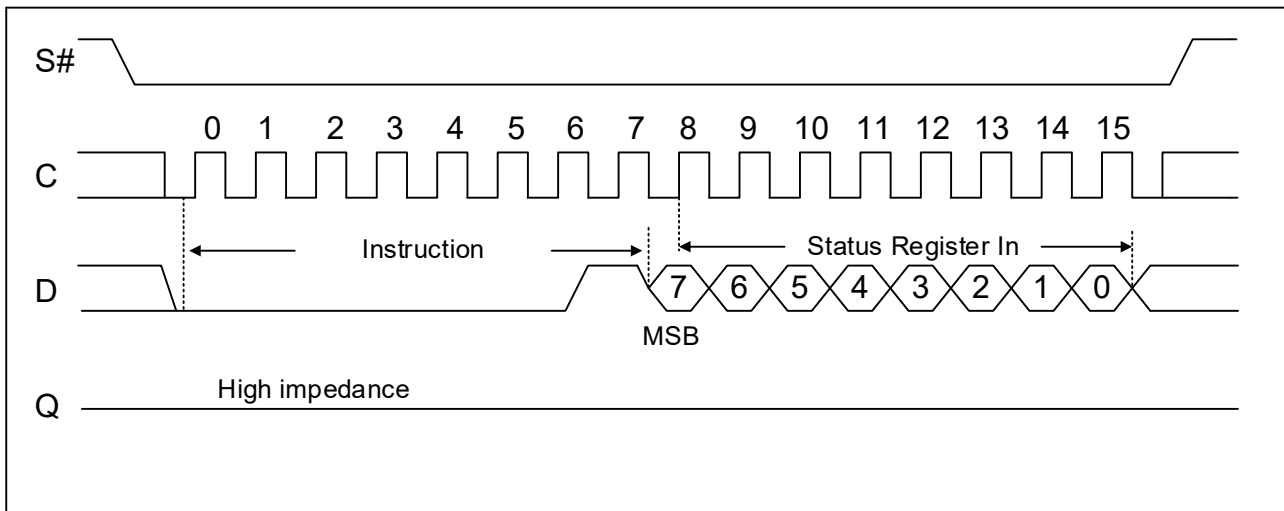 S#
0 1 2 3 4 5 6 7 8 9 10 11 12 13 14 15
C
Instruction
Status Register In
D
7 6 5 4 3 2 1 0
MSB
High impedance
Q